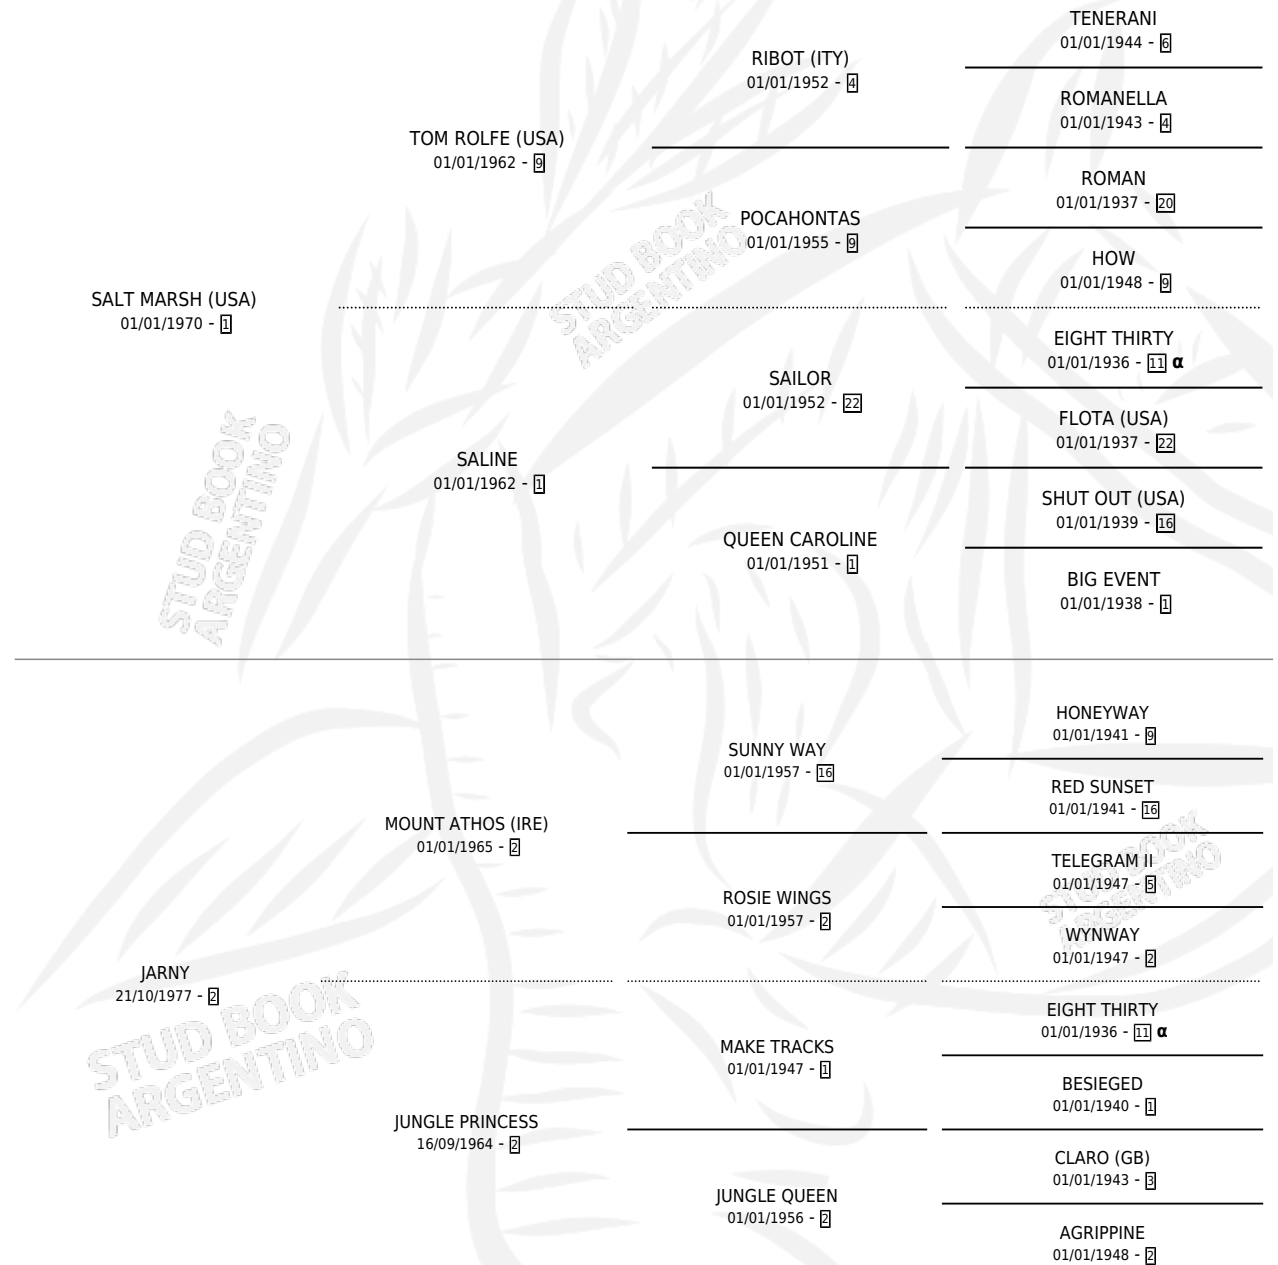 TENERANI
01/01/1944 - 6
RIBOT (ITY)
01/01/1952 - 4
ROMANELLA
01/01/1943 - 4
TOM ROLFE (USA)
01/01/1962 - 9
ROMAN
01/01/1937 - 20
POCAHONTAS
01/01/1955 - 9
HOW
01/01/1948 - 9
SALT MARSH (USA)
01/01/1970 - 1
EIGHT THIRTY
01/01/1936 - 11 α
SAILOR
01/01/1952 - 22
FLOTA (USA)
01/01/1937 - 22
SALINE
01/01/1962 - 1
SHUT OUT (USA)
01/01/1939 - 16
QUEEN CAROLINE
01/01/1951 - 1
BIG EVENT
01/01/1938 - 1
HONEYWAY
01/01/1941 - 9
SUNNY WAY
01/01/1957 - 16
RED SUNSET
01/01/1941 - 16
MOUNT ATHOS (IRE)
01/01/1965 - 2
TELEGRAM II
01/01/1947 - 5
ROSIE WINGS
01/01/1957 - 2
WYNWAY
01/01/1947 - 2
JARNY
21/10/1977 - 2
EIGHT THIRTY
01/01/1936 - 11 α
MAKE TRACKS
01/01/1947 - 1
BESIEGED
01/01/1940 - 1
JUNGLE PRINCESS
16/09/1964 - 2
CLARO (GB)
01/01/1943 - 3
JUNGLE QUEEN
01/01/1956 - 2
AGRIPPINE
01/01/1948 - 2
STUD BOOK
ARGENTINO
STUD BOOK
ARGENTINO
STUD BOOK
ARGENTINO
STUD BOOK
ARGENTINO